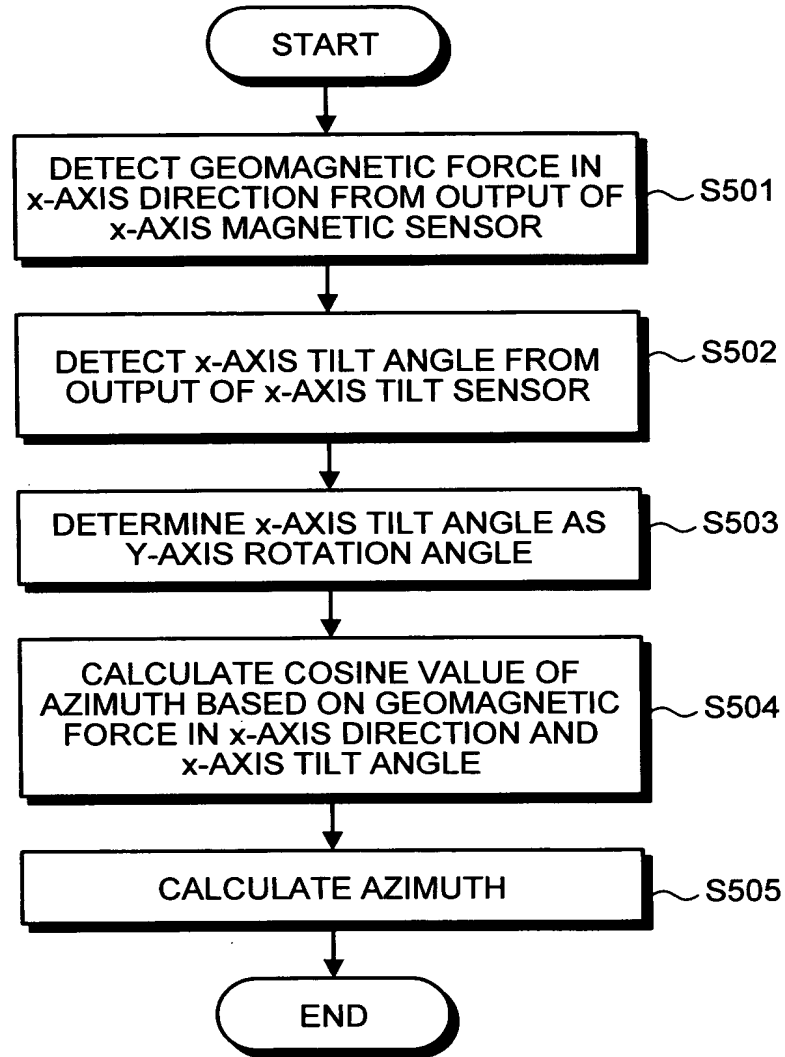 START
DETECT GEOMAGNETIC FORCE IN
x-AXIS DIRECTION FROM OUTPUT OF
x-AXIS MAGNETIC SENSOR
S501
DETECT x-AXIS TILT ANGLE FROM
OUTPUT OF x-AXIS TILT SENSOR
S502
DETERMINE x-AXIS TILT ANGLE AS
Y-AXIS ROTATION ANGLE
S503
CALCULATE COSINE VALUE OF
AZIMUTH BASED ON GEOMAGNETIC
FORCE IN x-AXIS DIRECTION AND
x-AXIS TILT ANGLE
S504
CALCULATE AZIMUTH
S505
END